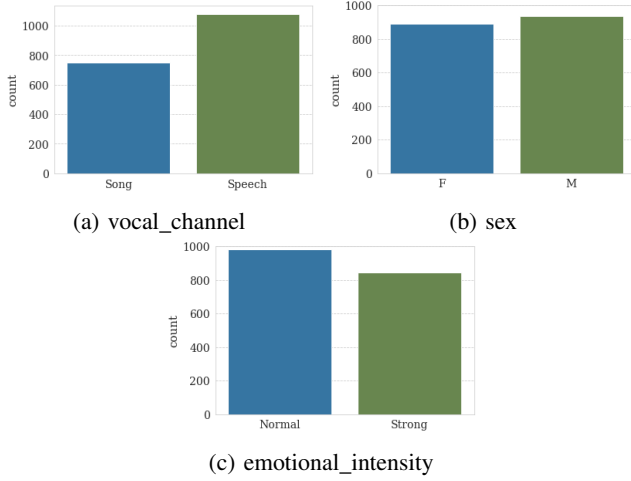 1000
800
600
400
200
0
count
Song Speech
(a) vocal_channel
1000
800
600
400
200
0
count
F M
(b) sex
1000
800
600
400
200
0
count
Normal Strong
(c) emotional_intensity